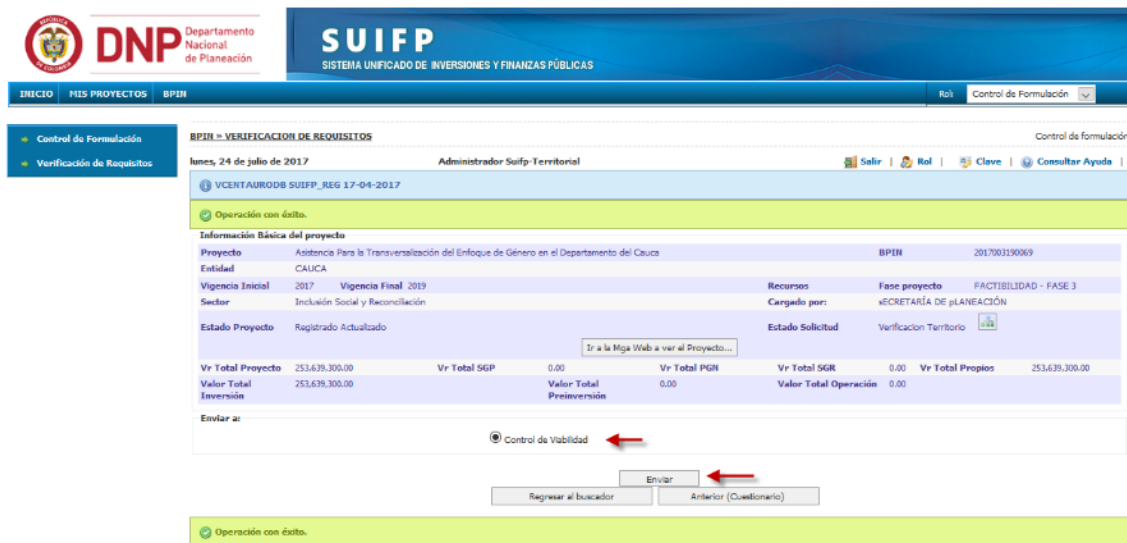 REPÚBLICA
DE COLOMBIA
DNP
Departamento
Nacional
de Planeación
SUIFP
SISTEMA UNIFICADO DE INVERSIONES Y FINANZAS PÚBLICAS
INICIO MIS PROYECTOS BPIN Rol: Control de Formulación
Control de Formulación
Verificación de Requisitos
BPIN » VERIFICACION DE REQUISITOS Control de formulación
lunes, 24 de julio de 2017 Administrador Suifp-Territorial Salir | Rol | Clave | Consultar Ayuda |
VCENTAURODB SUIFP_REG 17-04-2017
Operación con éxito.
Información Básica del proyecto
Proyecto Asistencia Para la Transversalización del Enfoque de Género en el Departamento del Cauca BPIN 2017003190069
Entidad CAUCA
Vigencia Inicial 2017 Vigencia Final 2019 Recursos Fase proyecto FACTIBILIDAD - FASE 3
Sector Inclusión Social y Reconciliación Cargado por: sECRETARÍA DE pLANEACIÓN
Estado Proyecto Registrado Actualizado Estado Solicitud Verificacion Territorio
Ir a la Mga Web a ver el Proyecto...
Vr Total Proyecto 253,639,300.00 Vr Total SGP 0.00 Vr Total PGN Vr Total SGR 0.00 Vr Total Propios 253,639,300.00
Valor Total Inversión 253,639,300.00 Valor Total Preinversión 0.00 Valor Total Operación 0.00
Enviar a:
Control de Viabilidad
Enviar
Regresar al buscador Anterior (Cuestionario)
Operación con éxito.